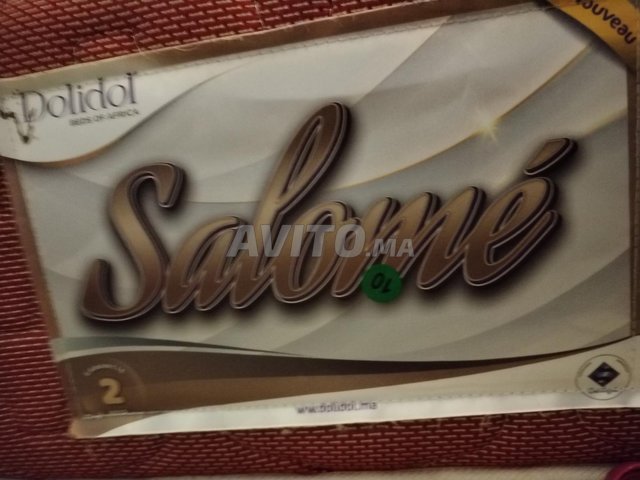 Dolidol
BEDS OF AFRICA
Nouveau
Salomé
AVITO.MA
10
2
www.dolidol.ma